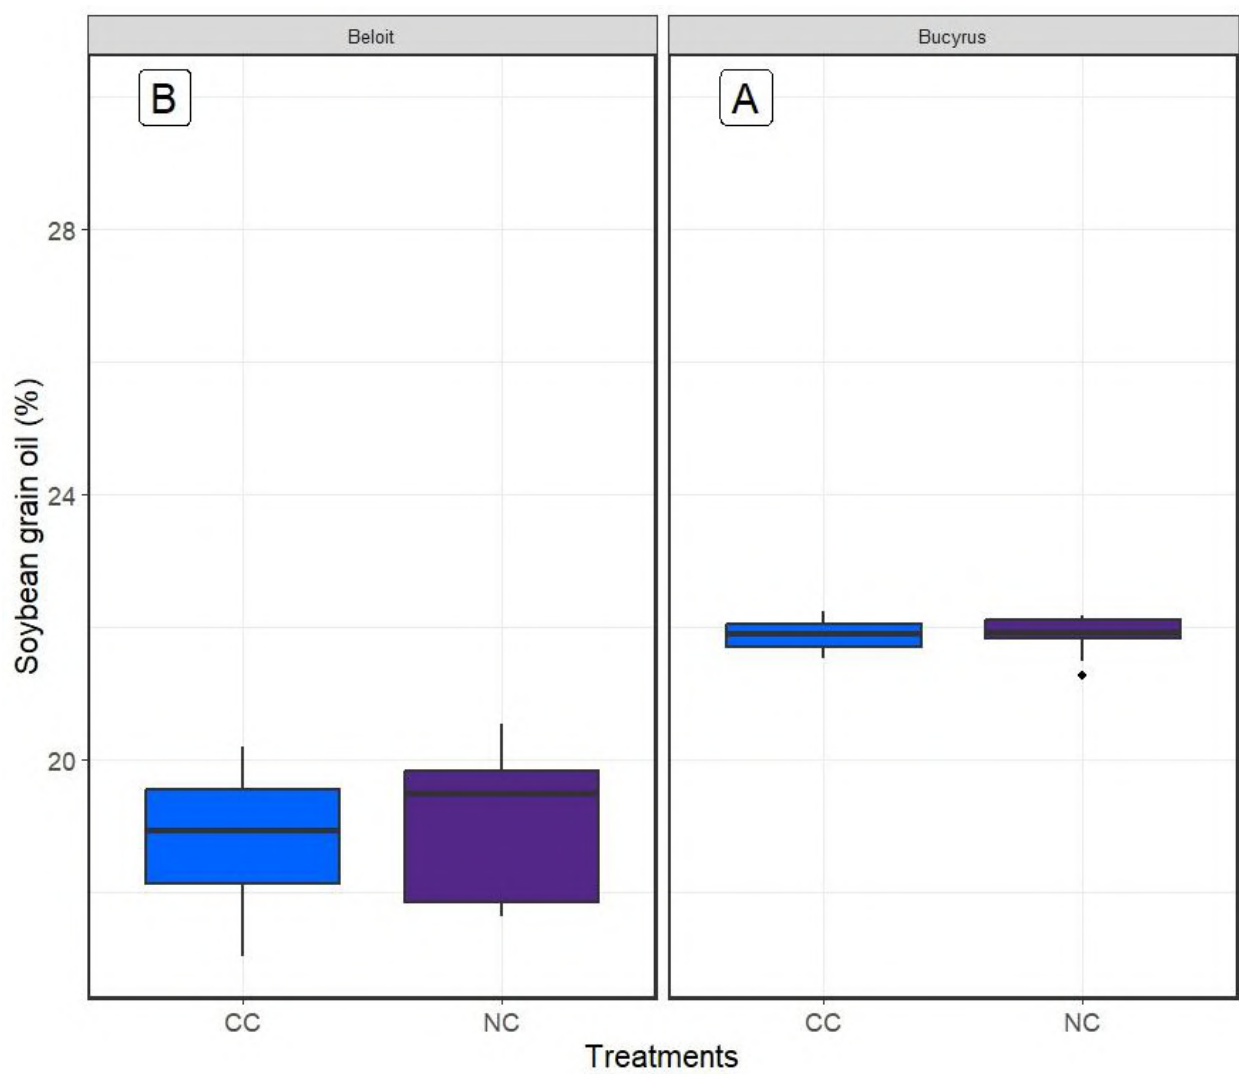 Beloit
Bucyrus
B
A
28
24
20
Soybean grain oil (%)
CC
NC
CC
NC
Treatments